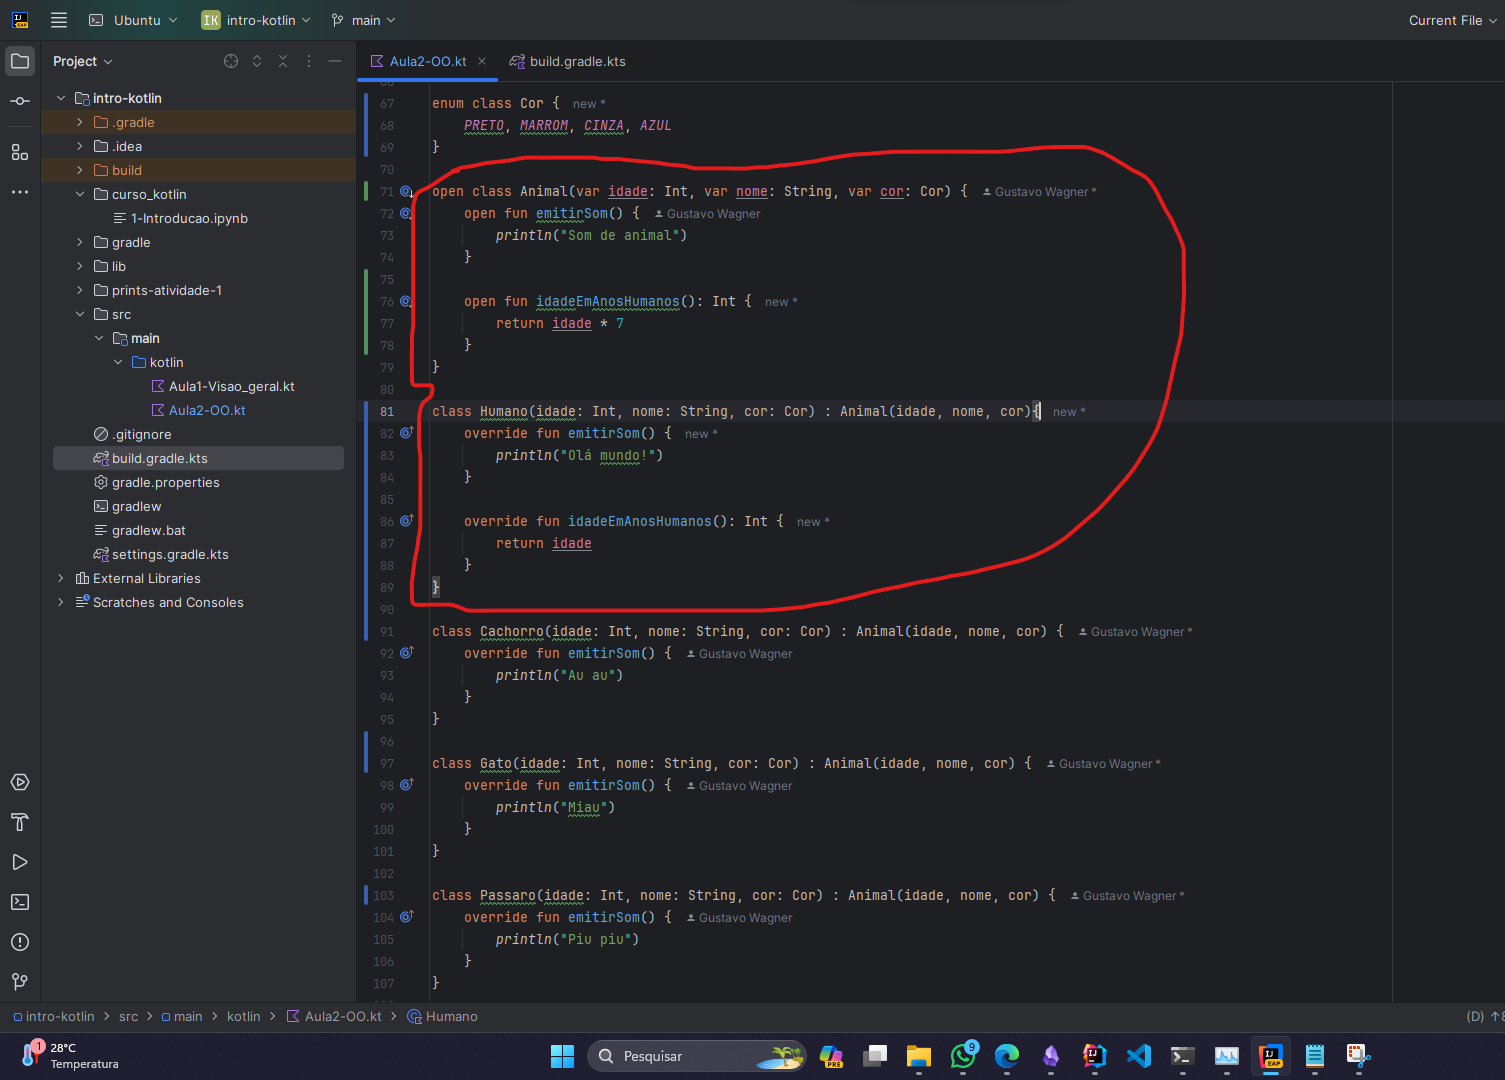 Ubuntu
IK intro-kotlin
main
Current File
Project
Aula2-OO.kt
build.gradle.kts
intro-kotlin
.gradle
.idea
build
curso_kotlin
1-Introducao.ipynb
gradle
lib
prints-atividade-1
src
main
kotlin
Aula1-Visao_geral.kt
Aula2-OO.kt
.gitignore
build.gradle.kts
gradle.properties
gradlew
gradlew.bat
settings.gradle.kts
External Libraries
Scratches and Consoles
67 enum class Cor { new *
68 PRETO, MARROM, CINZA, AZUL
69 }
70
71 open class Animal(var idade: Int, var nome: String, var cor: Cor) { Gustavo Wagner *
72 open fun emitirSom() { Gustavo Wagner
73 println("Som de animal")
74 }
75
76 open fun idadeEmAnosHumanos(): Int { new *
77 return idade * 7
78 }
79 }
80
81 class Humano(idade: Int, nome: String, cor: Cor) : Animal(idade, nome, cor){ new *
82 override fun emitirSom() { new *
83 println("Olá mundo!")
84 }
85
86 override fun idadeEmAnosHumanos(): Int { new *
87 return idade
88 }
89 }
90
91 class Cachorro(idade: Int, nome: String, cor: Cor) : Animal(idade, nome, cor) { Gustavo Wagner *
92 override fun emitirSom() { Gustavo Wagner
93 println("Au au")
94 }
95 }
96
97 class Gato(idade: Int, nome: String, cor: Cor) : Animal(idade, nome, cor) { Gustavo Wagner *
98 override fun emitirSom() { Gustavo Wagner
99 println("Miau")
100 }
101 }
102
103 class Passaro(idade: Int, nome: String, cor: Cor) : Animal(idade, nome, cor) { Gustavo Wagner *
104 override fun emitirSom() { Gustavo Wagner
105 println("Piu piu")
106 }
107 }
intro-kotlin > src > main > kotlin > Aula2-OO.kt > Humano
(D)
1
28°C
Temperatura
Pesquisar
PRE
9
IJ
IJ
EAP